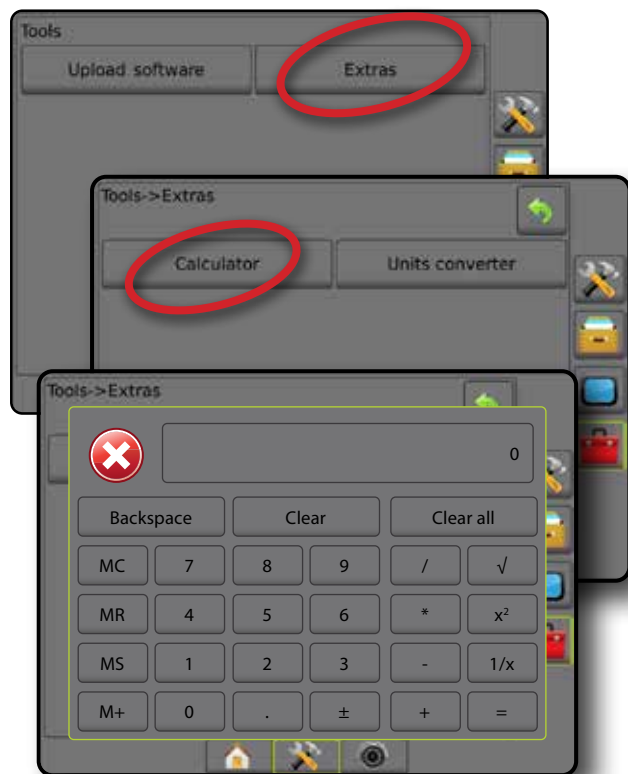 Tools
Upload software Extras
Tools->Extras
Calculator Units converter
Tools->Extras
0
Backspace Clear Clear all
MC 7 8 9 / √
MR 4 5 6 * x²
MS 1 2 3 - 1/x
M+ 0 . ± + =